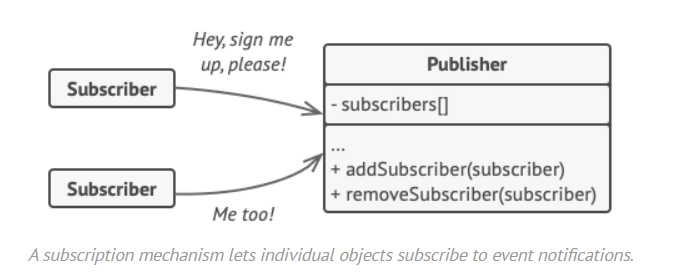 Hey, sign me
up, please!
Subscriber
Publisher
- subscribers[]
...
+ addSubscriber(subscriber)
+ removeSubscriber(subscriber)
Subscriber
Me too!
A subscription mechanism lets individual objects subscribe to event notifications.